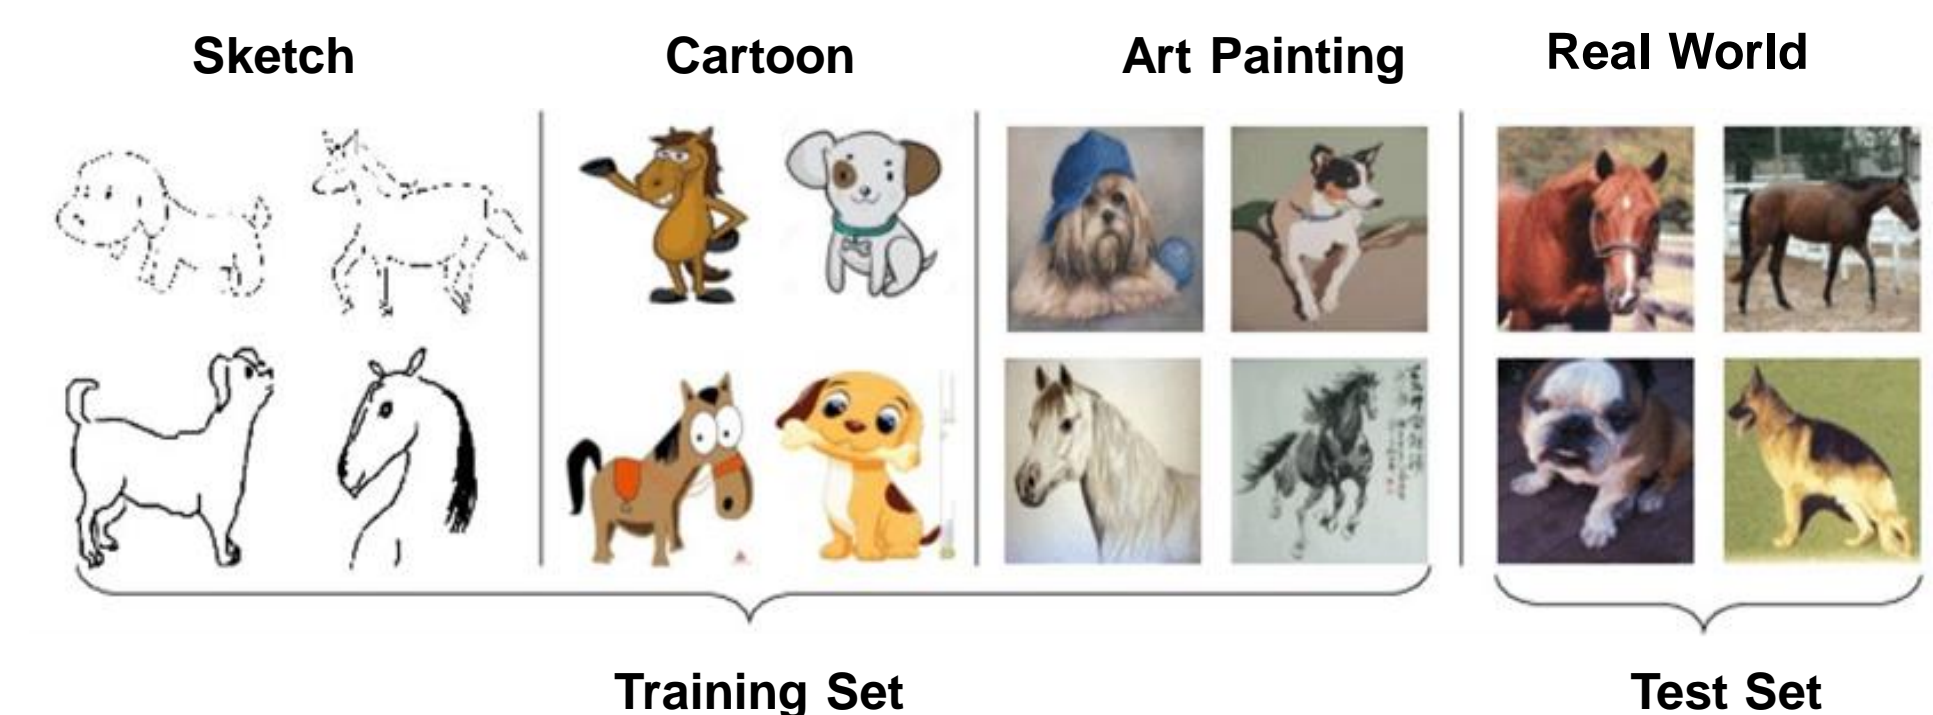 Sketch
Cartoon
Art Painting
Real World
Training Set
Test Set